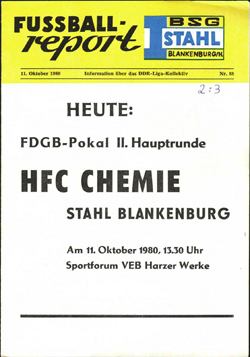 FUSSBALL-
report
BSG
STAHL
BLANKENBURG/H.
11. Oktober 1980 Information über das DDR-Liga-Kollektiv Nr. 88
2:3
HEUTE:
FDGB-Pokal II. Hauptrunde
HFC CHEMIE
STAHL BLANKENBURG
Am 11. Oktober 1980, 13.30 Uhr
Sportforum VEB Harzer Werke